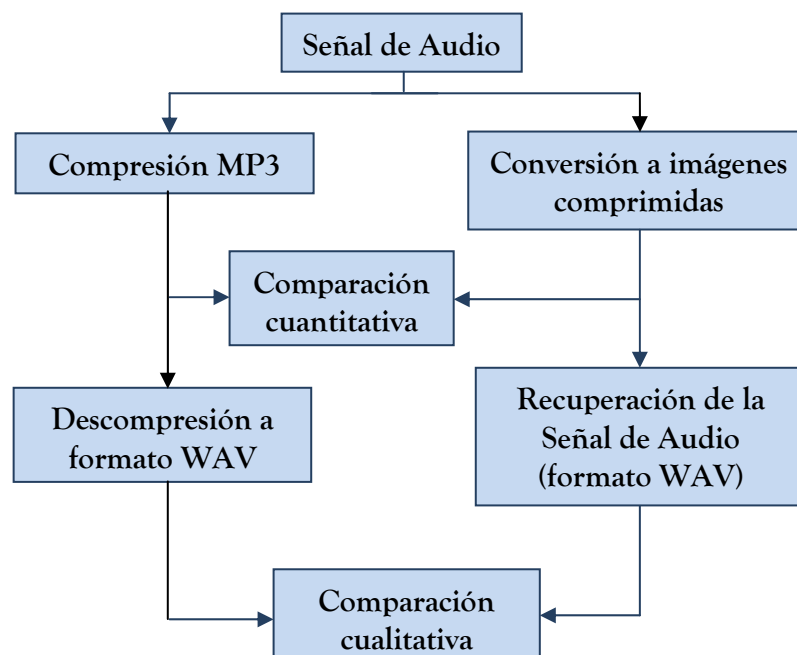 Señal de Audio
Compresión MP3
Conversión a imágenes
comprimidas
Comparación
cuantitativa
Descompresión a
formato WAV
Recuperación de la
Señal de Audio
(formato WAV)
Comparación
cualitativa